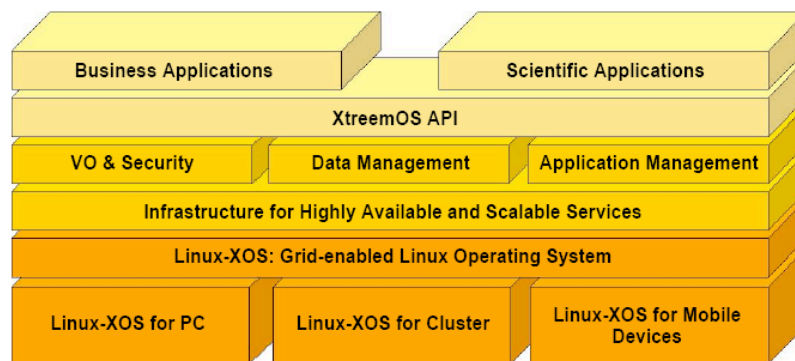 Business Applications
Scientific Applications
XtreemOS API
VO & Security
Data Management
Application Management
Infrastructure for Highly Available and Scalable Services
Linux-XOS: Grid-enabled Linux Operating System
Linux-XOS for PC
Linux-XOS for Cluster
Linux-XOS for Mobile
Devices